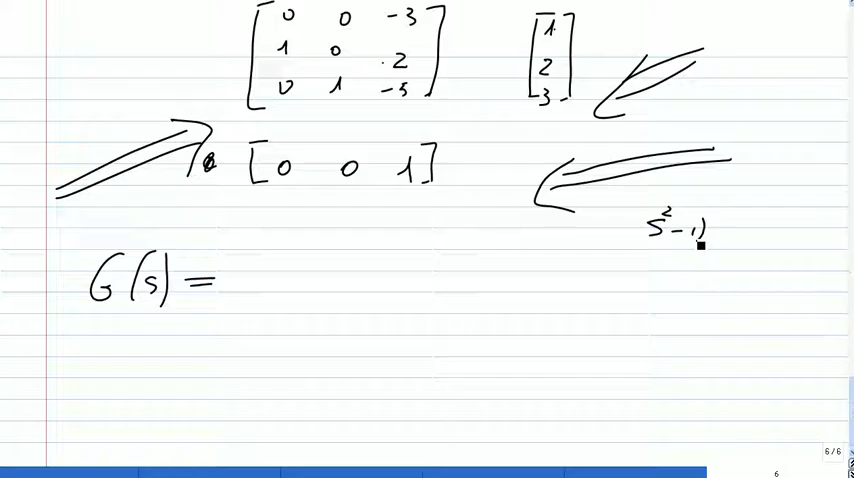 0 0 -3 1
1 0 2 2
0 1 -5 3
[0 0 1]
s²-1)
G(s)=
6/6
6